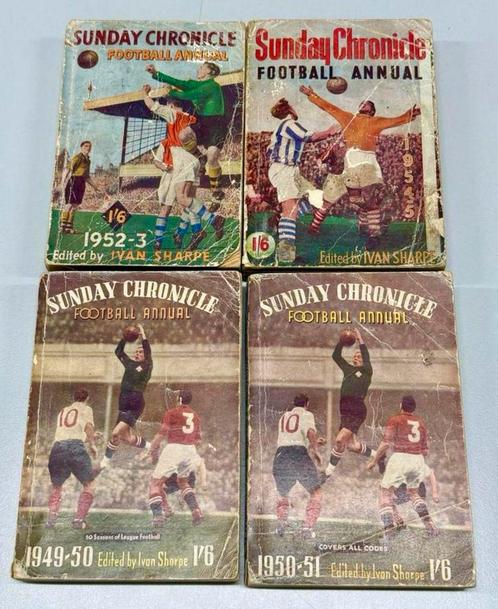 SUNDAY CHRONICLE
FOOTBALL ANNUAL
1/6
1952-3
Edited by IVAN SHARPE
Sunday Chronicle
FOOTBALL ANNUAL
1954-5
1/6
Edited by IVAN SHARPE
SUNDAY CHRONICLE
FOOTBALL ANNUAL
10
3
60 Seasons of League Football
1949-50 Edited by Ivan Sharpe 1/6
SUNDAY CHRONICLE
FOOTBALL ANNUAL
10
3
COVERS ALL CODES
1950-51 Edited by Ivan Sharpe 1/6